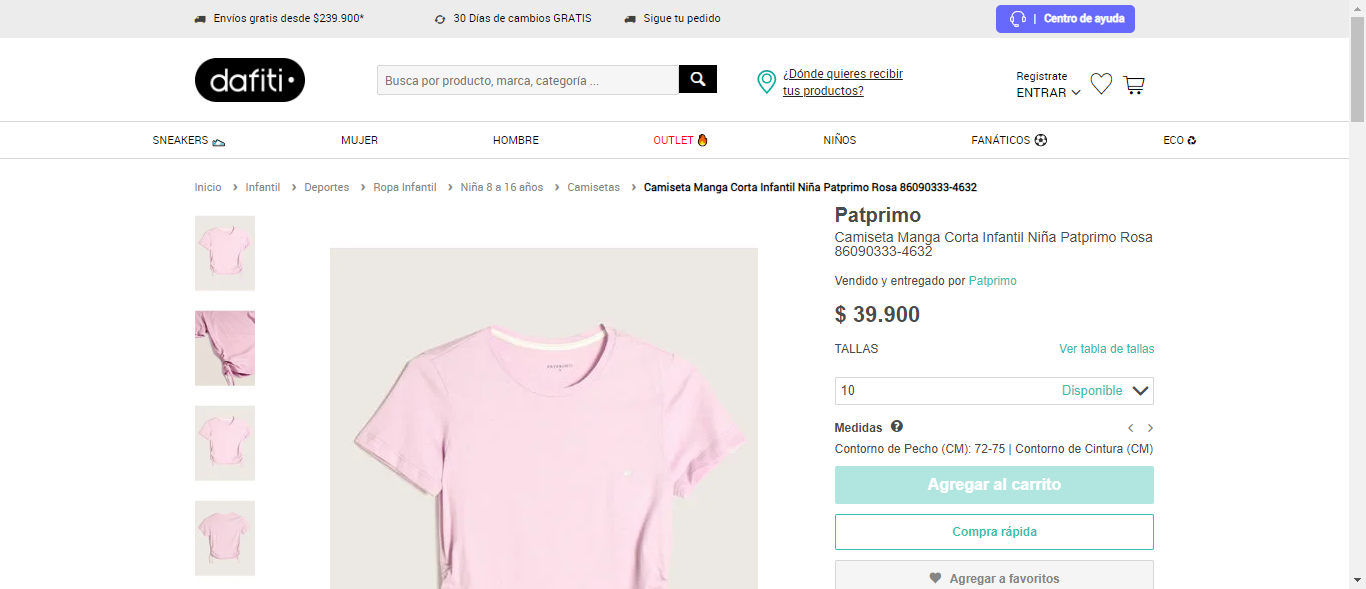 Envíos gratis desde $239.900*
30 Días de cambios GRATIS
Sigue tu pedido
| Centro de ayuda
dafiti
Busca por producto, marca, categoría ...
¿Dónde quieres recibir
tus productos?
Registrate
ENTRAR
SNEAKERS
MUJER
HOMBRE
OUTLET
NIÑOS
FANÁTICOS
ECO
Inicio › Infantil › Deportes › Ropa Infantil › Niña 8 a 16 años › Camisetas › Camiseta Manga Corta Infantil Niña Patprimo Rosa 86090333-4632
Patprimo
Camiseta Manga Corta Infantil Niña Patprimo Rosa
86090333-4632
Vendido y entregado por Patprimo
$ 39.900
TALLAS
Ver tabla de tallas
10
Disponible
Medidas
Contorno de Pecho (CM): 72-75 | Contorno de Cintura (CM)
Agregar al carrito
Compra rápida
Agregar a favoritos